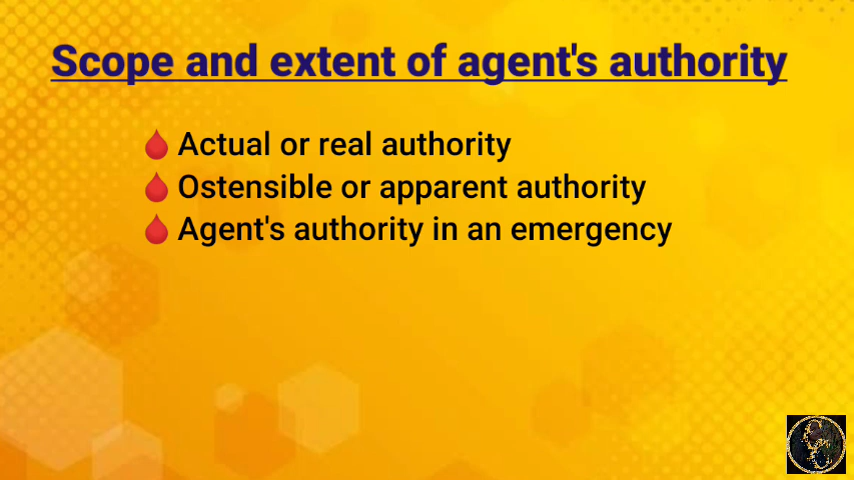 Scope and extent of agent's authority
Actual or real authority
Ostensible or apparent authority
Agent's authority in an emergency